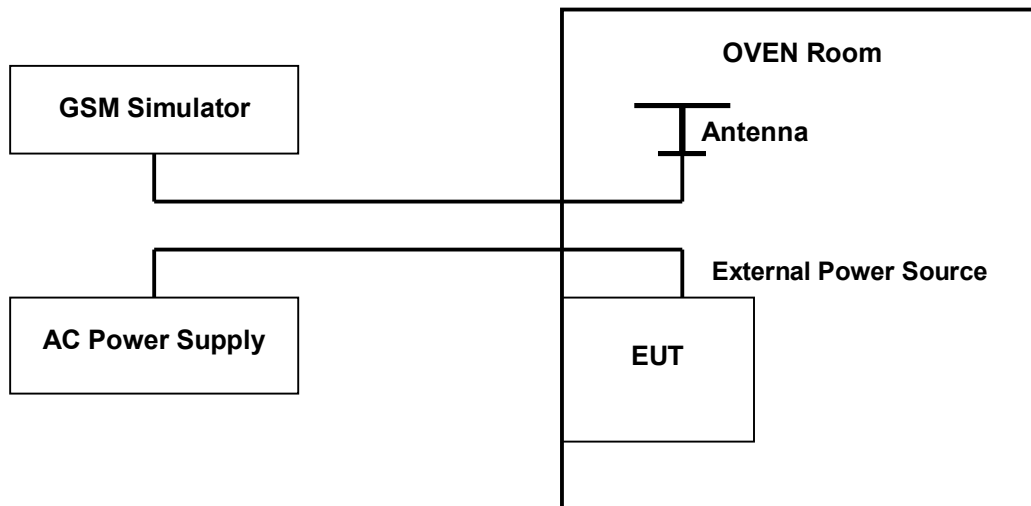 OVEN Room
GSM Simulator
Antenna
External Power Source
AC Power Supply
EUT